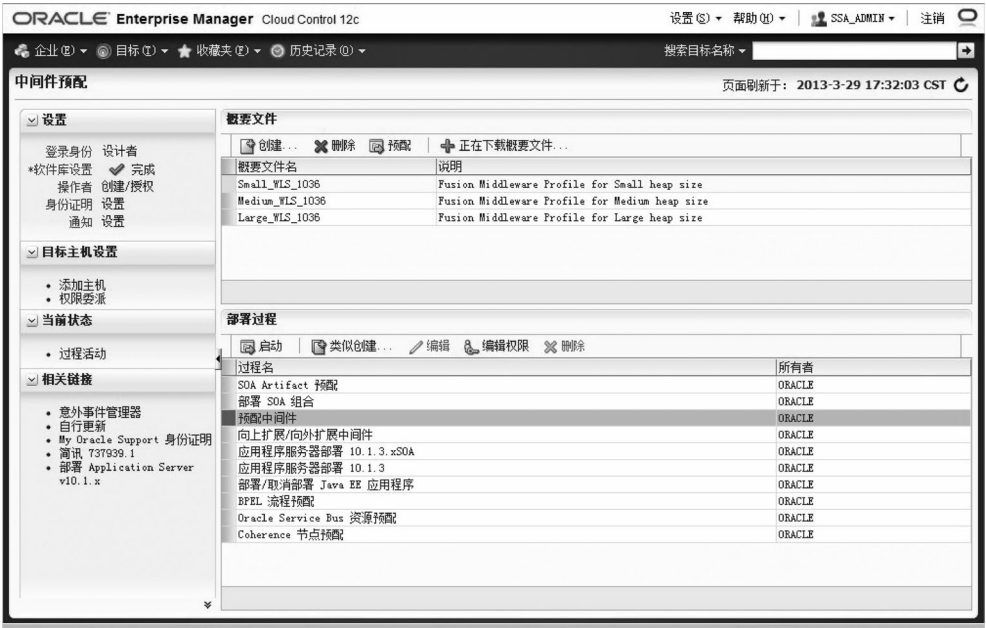 ORACLE Enterprise Manager Cloud Control 12c 设置(S) 帮助(H) SSA_ADMIN 注销
企业(E) 目标(T) 收藏夹(F) 历史记录(O) 搜索目标名称
中间件预配 页面刷新于: 2013-3-29 17:32:03 CST
设置
登录身份 设计者
*软件库设置 完成
操作者 创建/授权
身份证明 设置
通知 设置
目标主机设置
添加主机
权限委派
当前状态
过程活动
相关链接
意外事件管理器
自行更新
My Oracle Support 身份证明
简讯 737939.1
部署 Application Server
v10.1.x
概要文件
创建... 删除 预配 正在下载概要文件...
概要文件名 说明
Small_WLS_1036 Fusion Middleware Profile for Small heap size
Medium_WLS_1036 Fusion Middleware Profile for Medium heap size
Large_WLS_1036 Fusion Middleware Profile for Large heap size
部署过程
启动 类似创建... 编辑 编辑权限 删除
过程名 所有者
SOA Artifact 预配 ORACLE
部署 SOA 组合 ORACLE
预配中间件 ORACLE
向上扩展/向外扩展中间件 ORACLE
应用程序服务器部署 10.1.3.xSOA ORACLE
应用程序服务器部署 10.1.3 ORACLE
部署/取消部署 Java EE 应用程序 ORACLE
BPEL 流程预配 ORACLE
Oracle Service Bus 资源预配 ORACLE
Coherence 节点预配 ORACLE